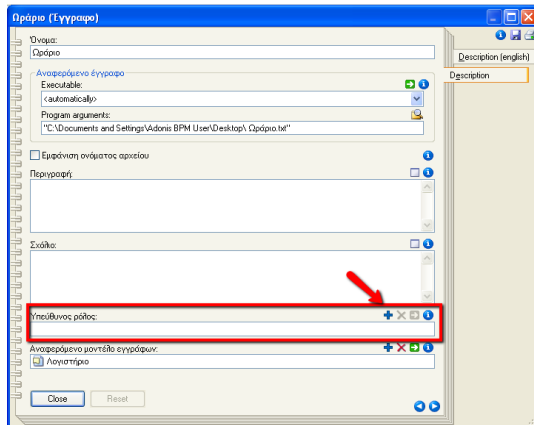 Ωράριο (Έγγραφο)
Όνομα:
Ωράριο
Description (english)
Description
Αναφερόμενο έγγραφο
Executable:
<automatically>
Program arguments:
"C:\Documents and Settings\Adonis BPM User\Desktop\ Ωράριο.txt"
Εμφάνιση ονόματος αρχείου
Περιγραφή:
Σχόλιο:
Υπεύθυνος ρόλος:
Αναφερόμενο μοντέλο εγγράφων:
Λογιστήριο
Close Reset